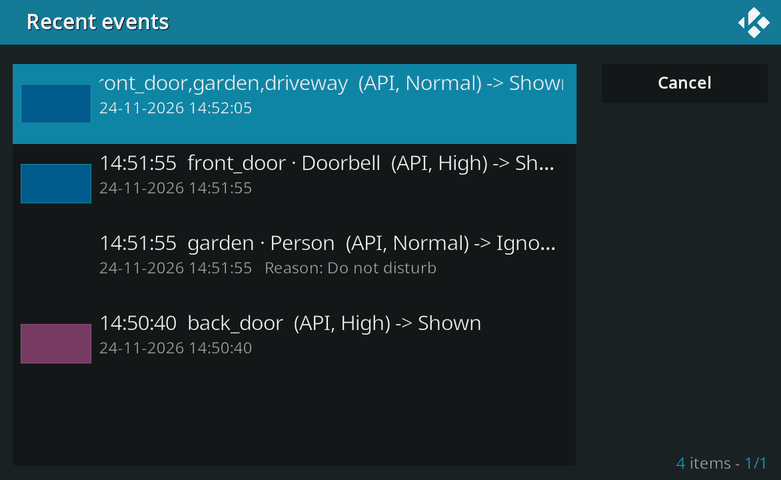 Recent events
ront_door,garden,driveway (API, Normal) -> Shown
24-11-2026 14:52:05
Cancel
14:51:55 front_door · Doorbell (API, High) -> Sh...
24-11-2026 14:51:55
14:51:55 garden · Person (API, Normal) -> Igno...
24-11-2026 14:51:55 Reason: Do not disturb
14:50:40 back_door (API, High) -> Shown
24-11-2026 14:50:40
4 items - 1/1